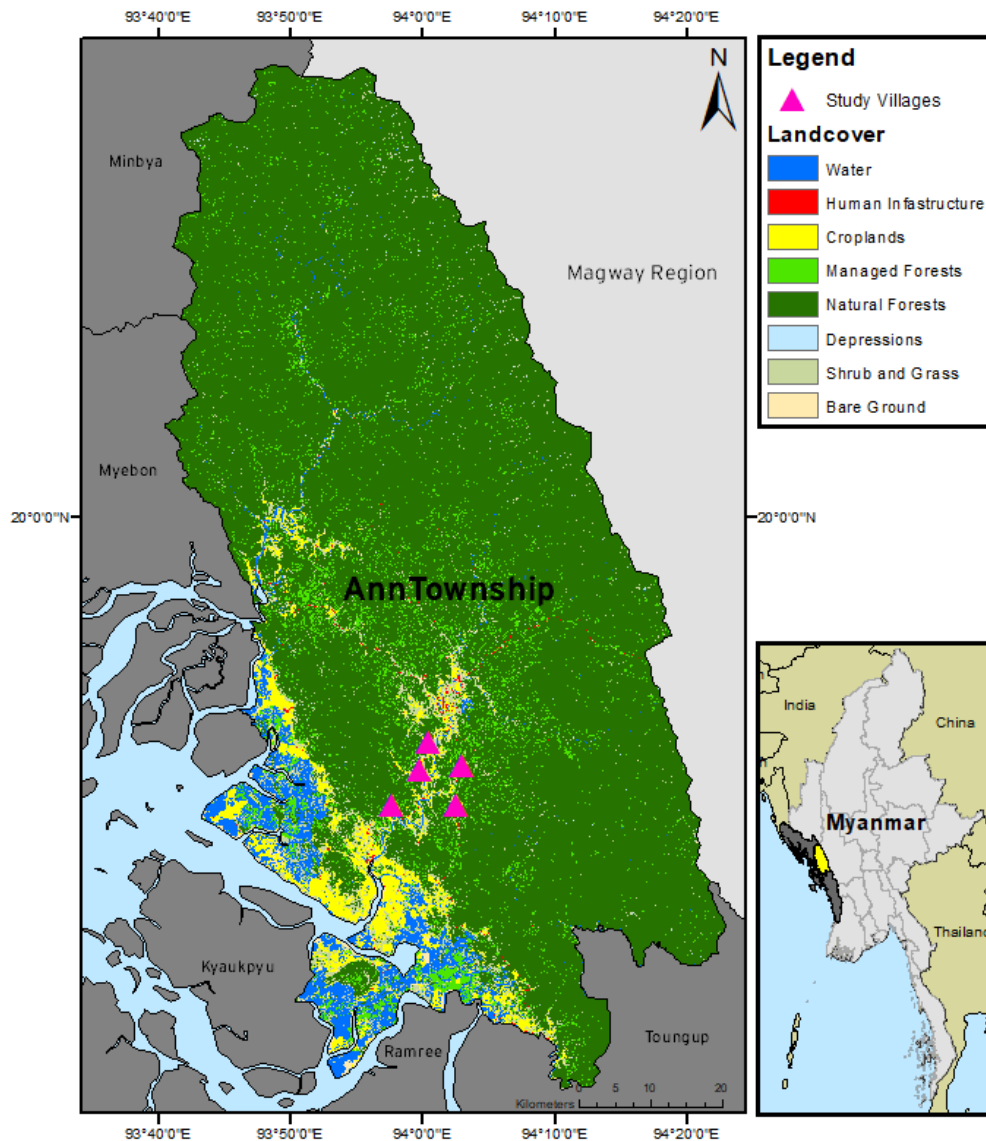 93°40'0"E 93°50'0"E 94°0'0"E 94°10'0"E 94°20'0"E
N
Minbya
Magway Region
Myebon
20°0'0"N
20°0'0"N
AnnTownship
Kyaukpyu
Ramree
Toungup
0 5 10 20
Kilometers
93°40'0"E 93°50'0"E 94°0'0"E 94°10'0"E 94°20'0"E
Legend
Study Villages
Landcover
Water
Human Infastructure
Croplands
Managed Forests
Natural Forests
Depressions
Shrub and Grass
Bare Ground
India
China
Myanmar
Thailand